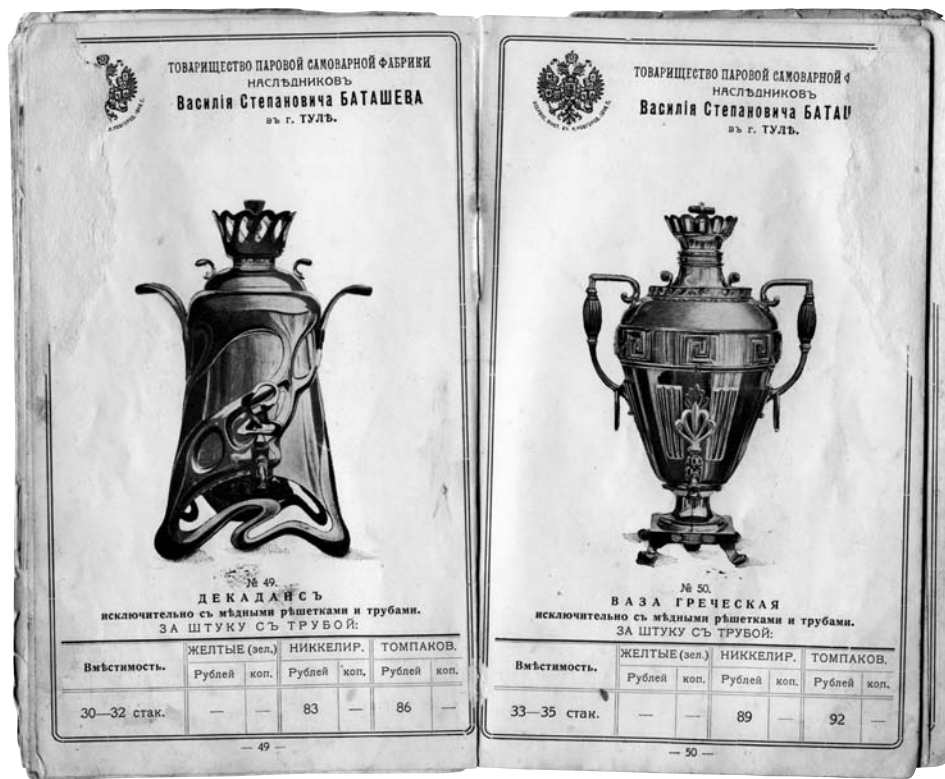 ТОВАРИЩЕСТВО ПАРОВОЙ САМОВАРНОЙ ФАБРИКИ
НАСЛѢДНИКОВЪ
Василія Степановича БАТАШЕВА
въ г. ТУЛѢ.
№ 49.
ДЕКАДАНСЪ
исключительно съ мѣдными рѣшетками и трубами.
ЗА ШТУКУ СЪ ТРУБОЙ:
Вмѣстимость. ЖЕЛТЫЕ (зел.) НИККЕЛИР. ТОМПАКОВ.
Рублей коп. Рублей коп. Рублей коп.
30—32 стак. — — 83 — 86 —
— 49 —
ТОВАРИЩЕСТВО ПАРОВОЙ САМОВАРНОЙ Ф
НАСЛѢДНИКОВЪ
Василія Степановича БАТАШ
въ г. ТУЛѢ.
№ 50.
ВАЗА ГРЕЧЕСКАЯ
исключительно съ мѣдными рѣшетками и трубами.
ЗА ШТУКУ СЪ ТРУБОЙ:
Вмѣстимость. ЖЕЛТЫЕ (зел.) НИККЕЛИР. ТОМПАКОВ.
Рублей коп. Рублей коп. Рублей коп.
33—35 стак. — — 89 — 92 —
— 50 —